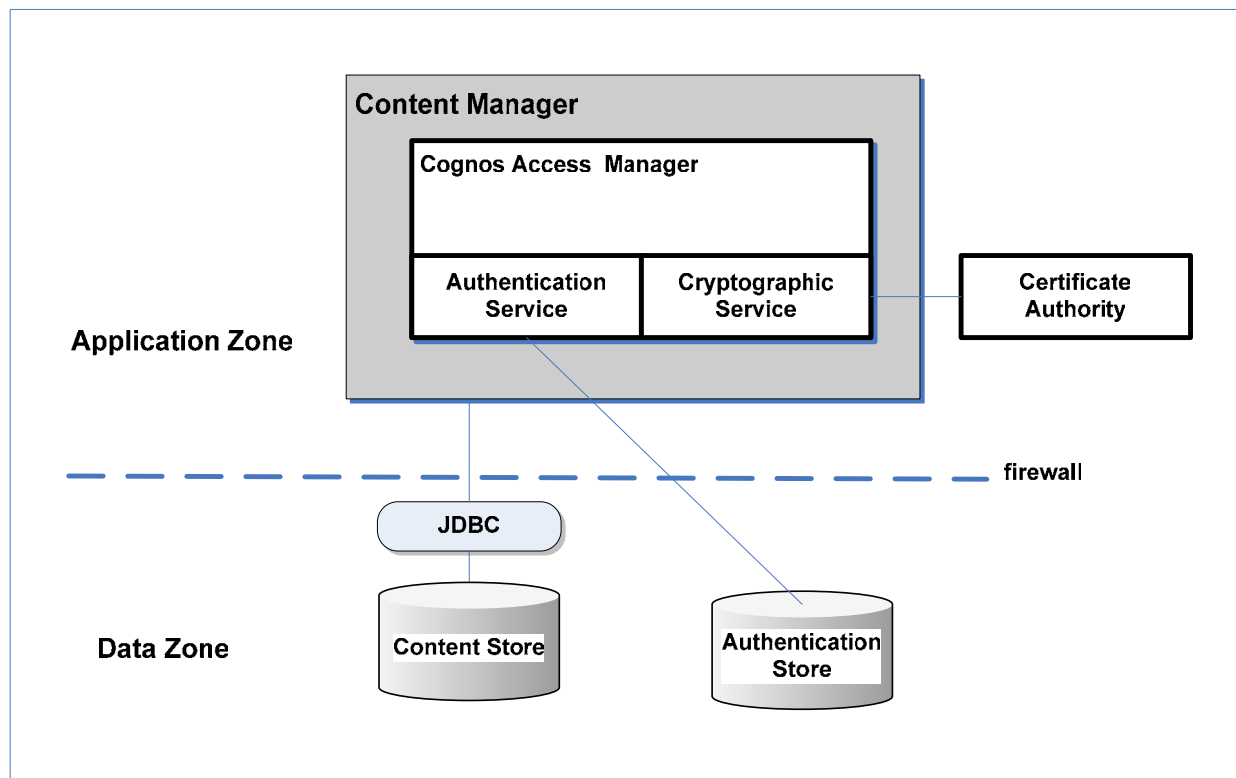 Content Manager
Cognos Access Manager
Authentication
Service
Cryptographic
Service
Certificate
Authority
Application Zone
firewall
JDBC
Content Store
Authentication
Store
Data Zone